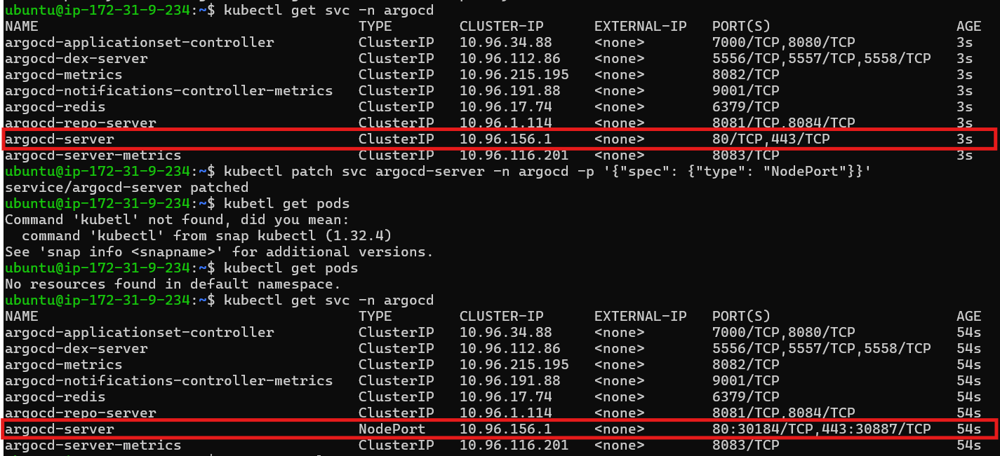 ubuntu@ip-172-31-9-234:~$ kubectl get svc -n argocd
NAME TYPE CLUSTER-IP EXTERNAL-IP PORT(S) AGE
argocd-applicationset-controller ClusterIP 10.96.34.88 <none> 7000/TCP,8080/TCP 3s
argocd-dex-server ClusterIP 10.96.112.86 <none> 5556/TCP,5557/TCP,5558/TCP 3s
argocd-metrics ClusterIP 10.96.215.195 <none> 8082/TCP 3s
argocd-notifications-controller-metrics ClusterIP 10.96.191.88 <none> 9001/TCP 3s
argocd-redis ClusterIP 10.96.17.74 <none> 6379/TCP 3s
argocd-repo-server ClusterIP 10.96.1.114 <none> 8081/TCP,8084/TCP 3s
argocd-server ClusterIP 10.96.156.1 <none> 80/TCP,443/TCP 3s
argocd-server-metrics ClusterIP 10.96.116.201 <none> 8083/TCP 3s
ubuntu@ip-172-31-9-234:~$ kubectl patch svc argocd-server -n argocd -p '{"spec": {"type": "NodePort"}}'
service/argocd-server patched
ubuntu@ip-172-31-9-234:~$ kubetl get pods
Command 'kubetl' not found, did you mean:
command 'kubectl' from snap kubectl (1.32.4)
See 'snap info <snapname>' for additional versions.
ubuntu@ip-172-31-9-234:~$ kubectl get pods
No resources found in default namespace.
ubuntu@ip-172-31-9-234:~$ kubectl get svc -n argocd
NAME TYPE CLUSTER-IP EXTERNAL-IP PORT(S) AGE
argocd-applicationset-controller ClusterIP 10.96.34.88 <none> 7000/TCP,8080/TCP 54s
argocd-dex-server ClusterIP 10.96.112.86 <none> 5556/TCP,5557/TCP,5558/TCP 54s
argocd-metrics ClusterIP 10.96.215.195 <none> 8082/TCP 54s
argocd-notifications-controller-metrics ClusterIP 10.96.191.88 <none> 9001/TCP 54s
argocd-redis ClusterIP 10.96.17.74 <none> 6379/TCP 54s
argocd-repo-server ClusterIP 10.96.1.114 <none> 8081/TCP,8084/TCP 54s
argocd-server NodePort 10.96.156.1 <none> 80:30184/TCP,443:30887/TCP 54s
argocd-server-metrics ClusterIP 10.96.116.201 <none> 8083/TCP 54s